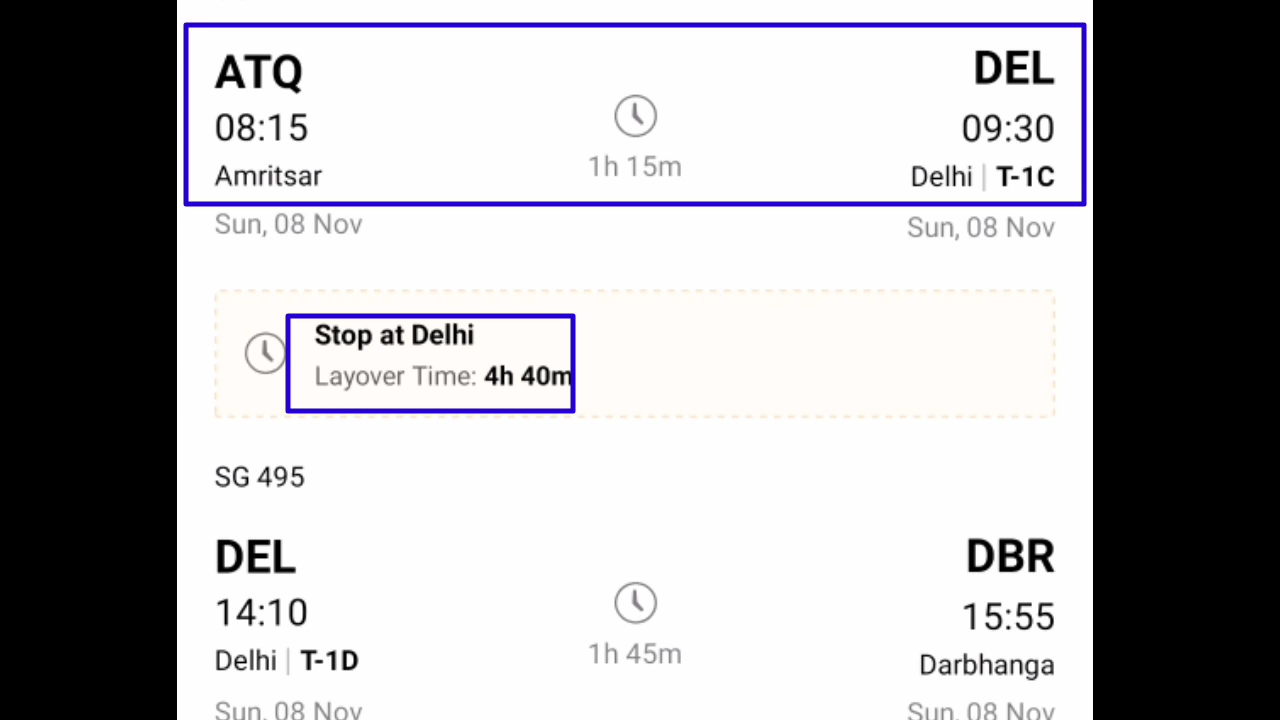 ATQ DEL
08:15 09:30
1h 15m
Amritsar Delhi | T-1C
Sun, 08 Nov Sun, 08 Nov
Stop at Delhi
Layover Time: 4h 40m
SG 495
DEL DBR
14:10 15:55
1h 45m
Delhi | T-1D Darbhanga
Sun, 08 Nov Sun, 08 Nov